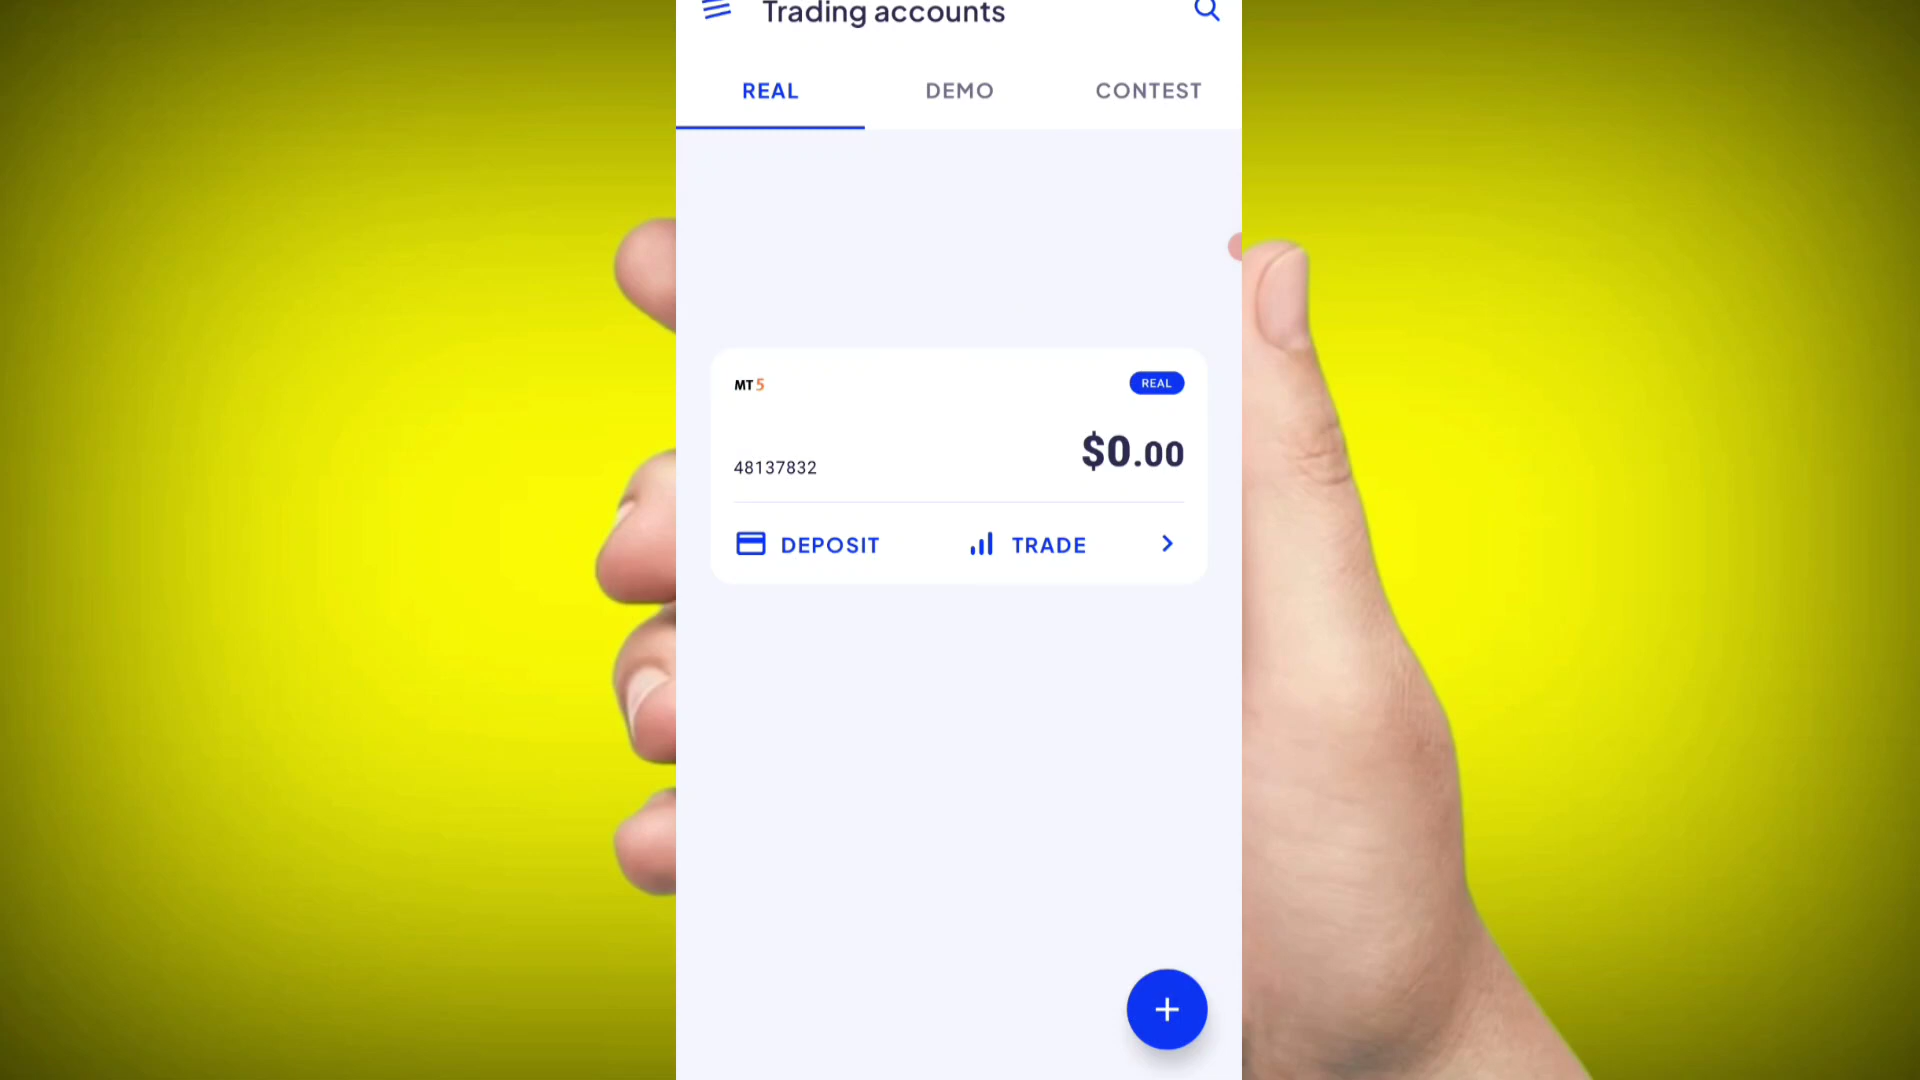 Trading accounts
REAL DEMO CONTEST
MT5 REAL
$0.00
48137832
DEPOSIT TRADE